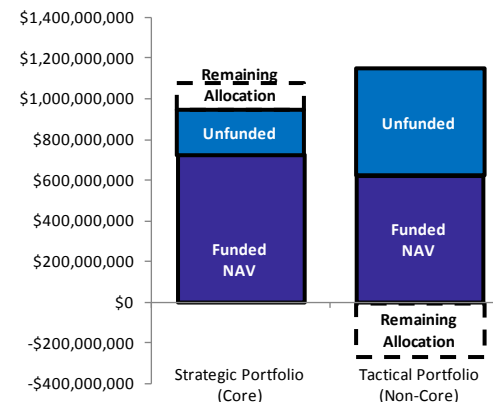 $1,400,000,000
$1,200,000,000
$1,000,000,000
$800,000,000
$600,000,000
$400,000,000
$200,000,000
$0
-$200,000,000
-$400,000,000
Remaining
Allocation
Unfunded
Funded
NAV
Unfunded
Funded
NAV
Remaining
Allocation
Strategic Portfolio
(Core)
Tactical Portfolio
(Non-Core)